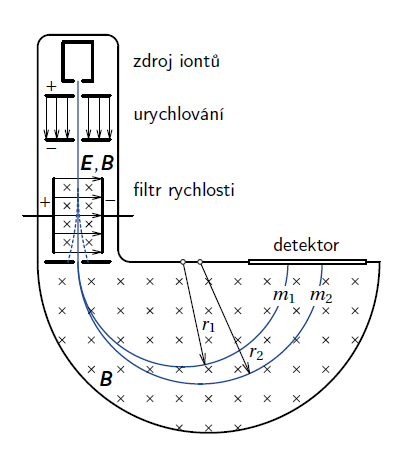 zdroj iontů
+
urychlování
−
E, B
filtr rychlosti
+ −
detektor
m₁ m₂
r₁
r₂
B